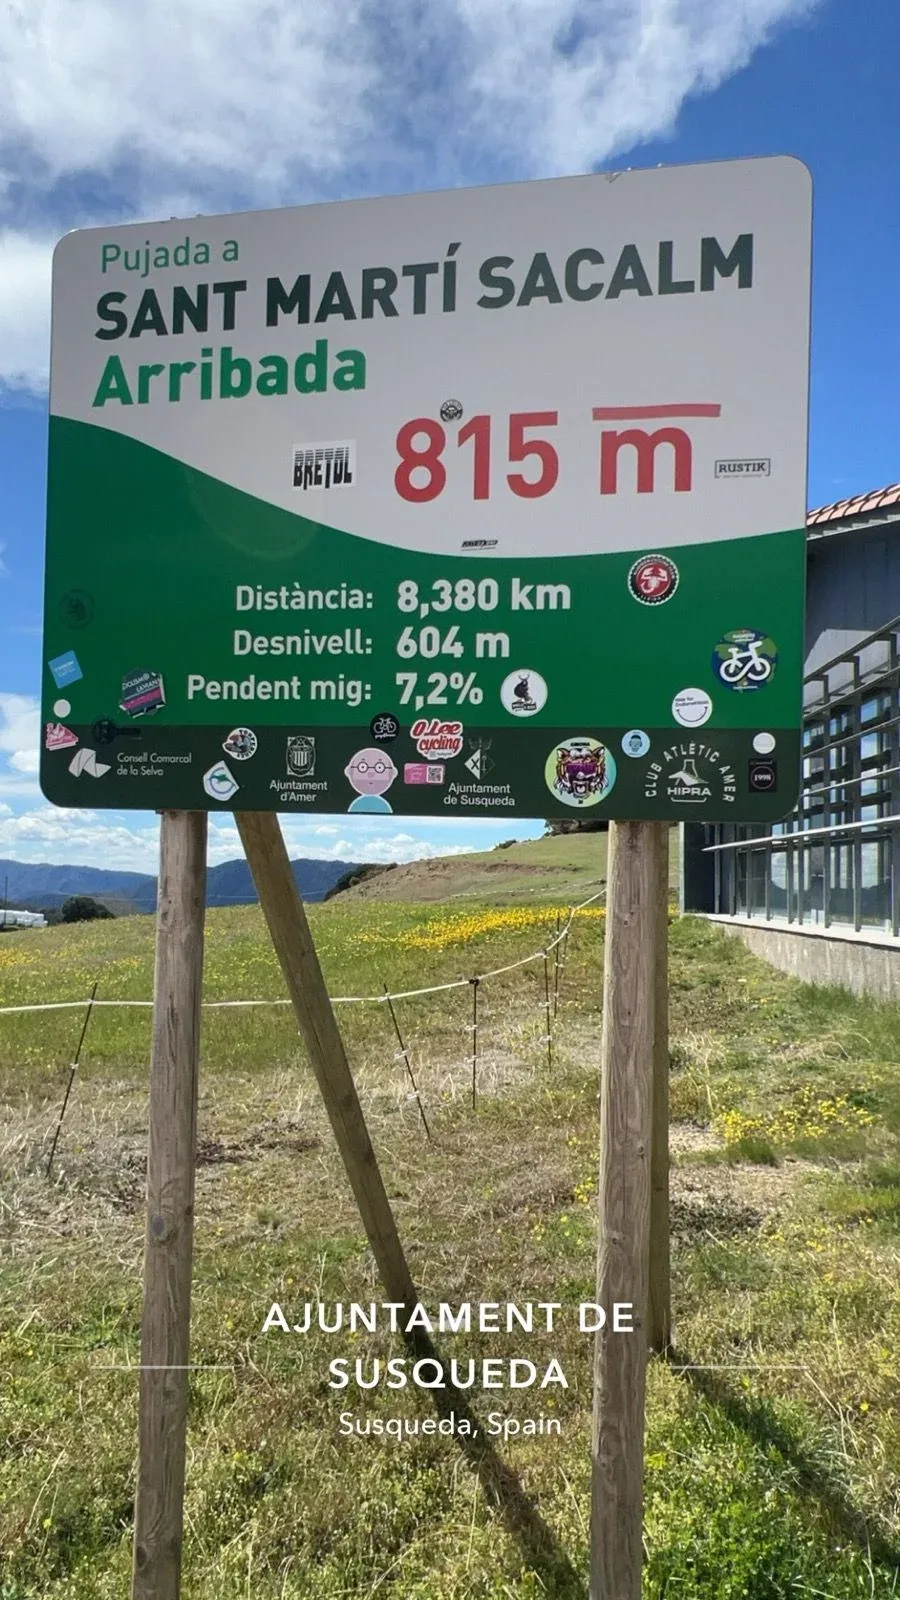 Pujada a
SANT MARTÍ SACALM
Arribada
815 m
BRETOL
RUSTIK
Distància: 8,380 km
Desnivell: 604 m
Pendent mig: 7,2%
Consell Comarcal
de la Selva
Ajuntament
d'Amer
O.Lee
cycling
Ajuntament
de Susqueda
CLUB ATLÈTIC AMER
HIPRA
1998
AJUNTAMENT DE
SUSQUEDA
Susqueda, Spain